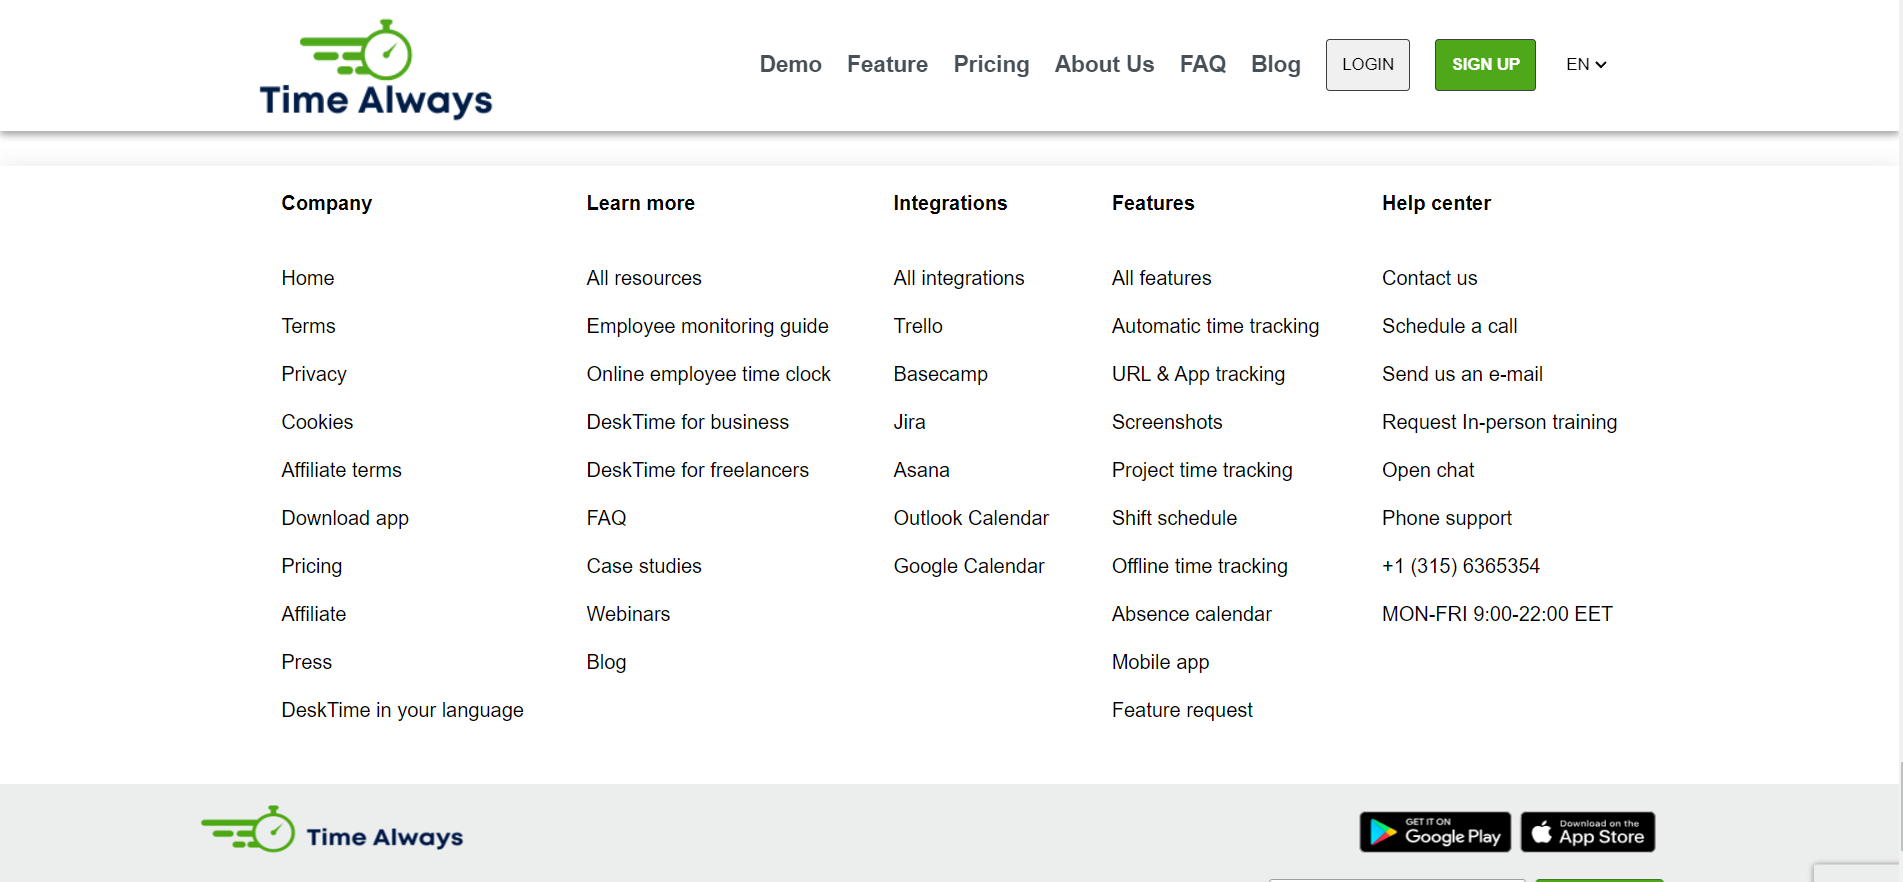 Time Always
Demo Feature Pricing About Us FAQ Blog LOGIN SIGN UP EN
Company
Home
Terms
Privacy
Cookies
Affiliate terms
Download app
Pricing
Affiliate
Press
DeskTime in your language
Learn more
All resources
Employee monitoring guide
Online employee time clock
DeskTime for business
DeskTime for freelancers
FAQ
Case studies
Webinars
Blog
Integrations
All integrations
Trello
Basecamp
Jira
Asana
Outlook Calendar
Google Calendar
Features
All features
Automatic time tracking
URL & App tracking
Screenshots
Project time tracking
Shift schedule
Offline time tracking
Absence calendar
Mobile app
Feature request
Help center
Contact us
Schedule a call
Send us an e-mail
Request In-person training
Open chat
Phone support
+1 (315) 6365354
MON-FRI 9:00-22:00 EET
Time Always
GET IT ON
Google Play
Download on the
App Store